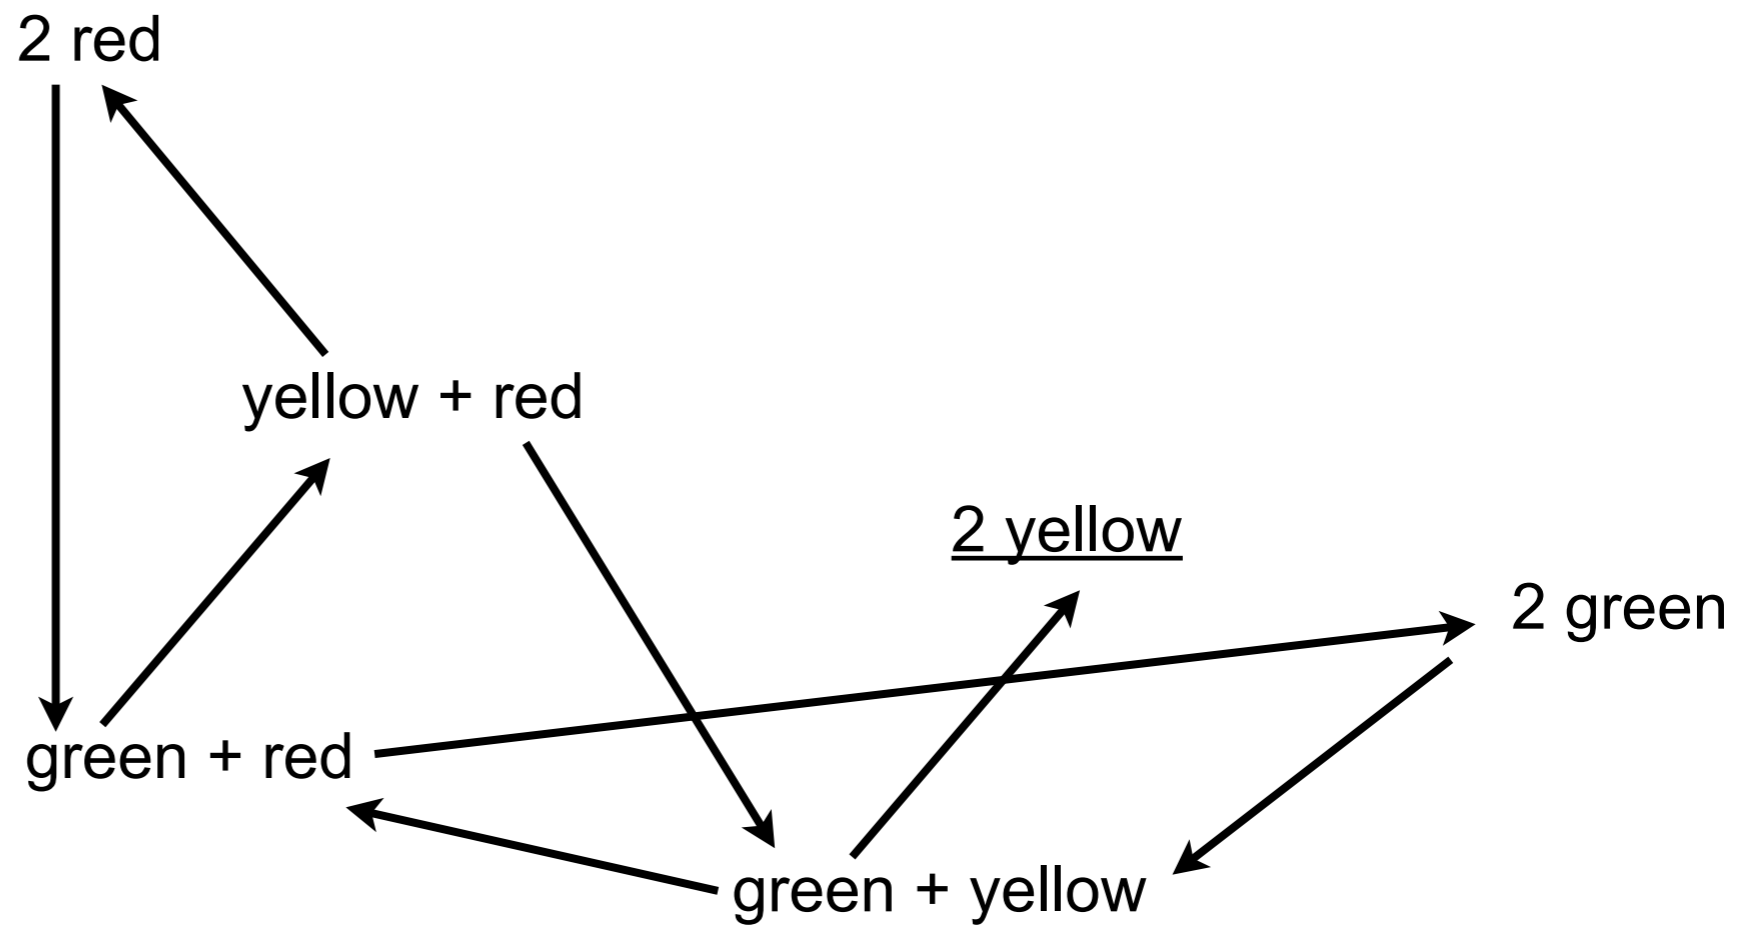 2 red
yellow + red
2 yellow
2 green
green + red
green + yellow